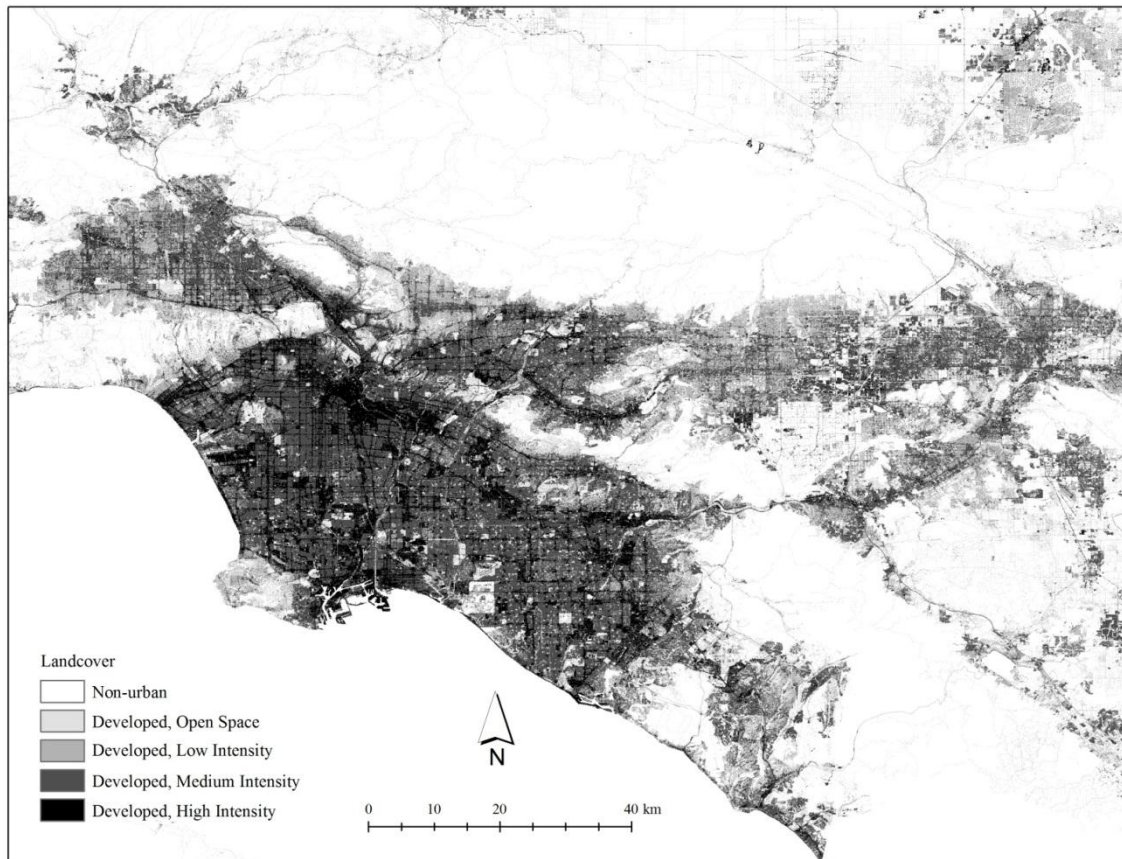 Landcover
Non-urban
Developed, Open Space
Developed, Low Intensity
Developed, Medium Intensity
Developed, High Intensity
N
0 10 20 40 km